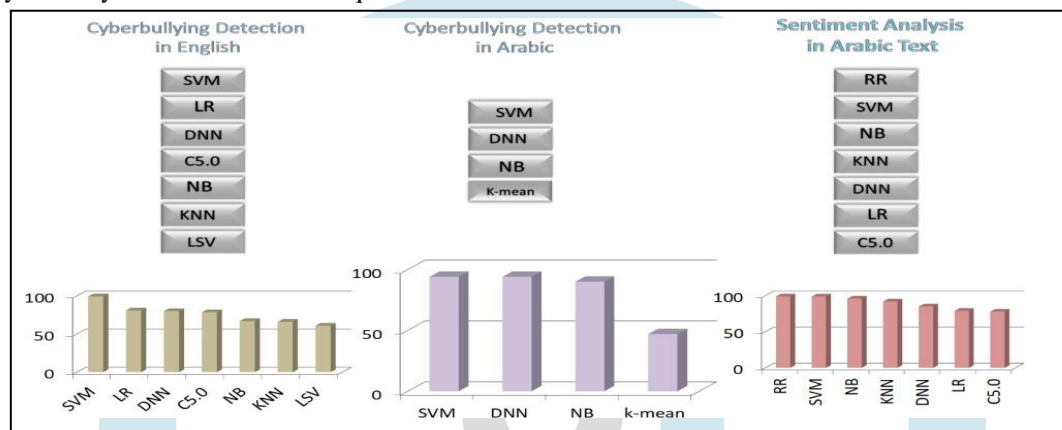 Cyberbullying Detection
in English
SVM
LR
DNN
C5.0
NB
KNN
LSV
100
50
0
SVM
LR
DNN
C5.0
NB
KNN
LSV
Cyberbullying Detection
in Arabic
SVM
DNN
NB
K-mean
100
50
0
SVM
DNN
NB
k-mean
Sentiment Analysis
in Arabic Text
RR
SVM
NB
KNN
DNN
LR
C5.0
100
50
0
RR
SVM
NB
KNN
DNN
LR
C5.0